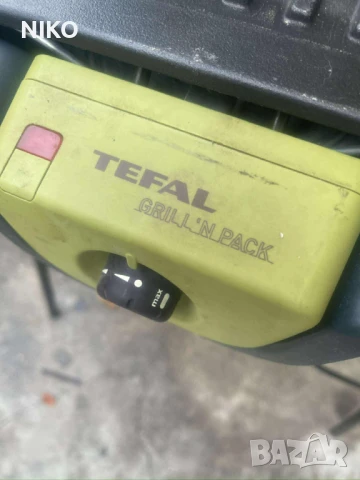 NIKO
TEFAL
GRILL'N PACK
max
BAZAR